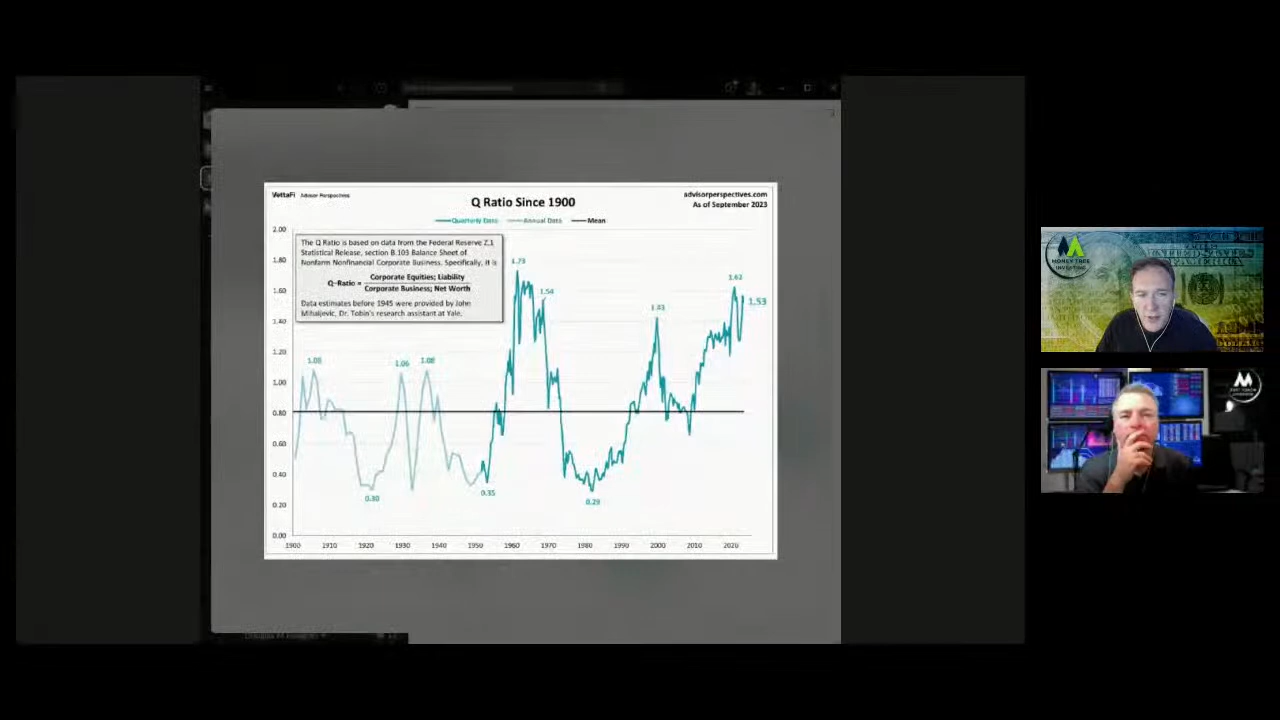 VettaFi Advisor Perspectives
Q Ratio Since 1900
advisorperspectives.com
As of September 2023
Quarterly Data
Annual Data
Mean
The Q Ratio is based on data from the Federal Reserve Z.1
Statistical Release, section B.103 Balance Sheet of
Nonfarm Nonfinancial Corporate Business. Specifically, it is
Q-Ratio = Corporate Equities; Liability
Corporate Business; Net Worth
Data estimates before 1945 were provided by John
Mihaljevic, Dr. Tobin's research assistant at Yale.
2.00
1.80
1.60
1.40
1.20
1.00
0.80
0.60
0.40
0.20
0.00
1.08
0.30
1.06
1.08
0.35
1.73
1.54
0.29
1.43
1.62
1.53
1900
1910
1920
1930
1940
1950
1960
1970
1980
1990
2000
2010
2020
MONEY TREE
INVESTING